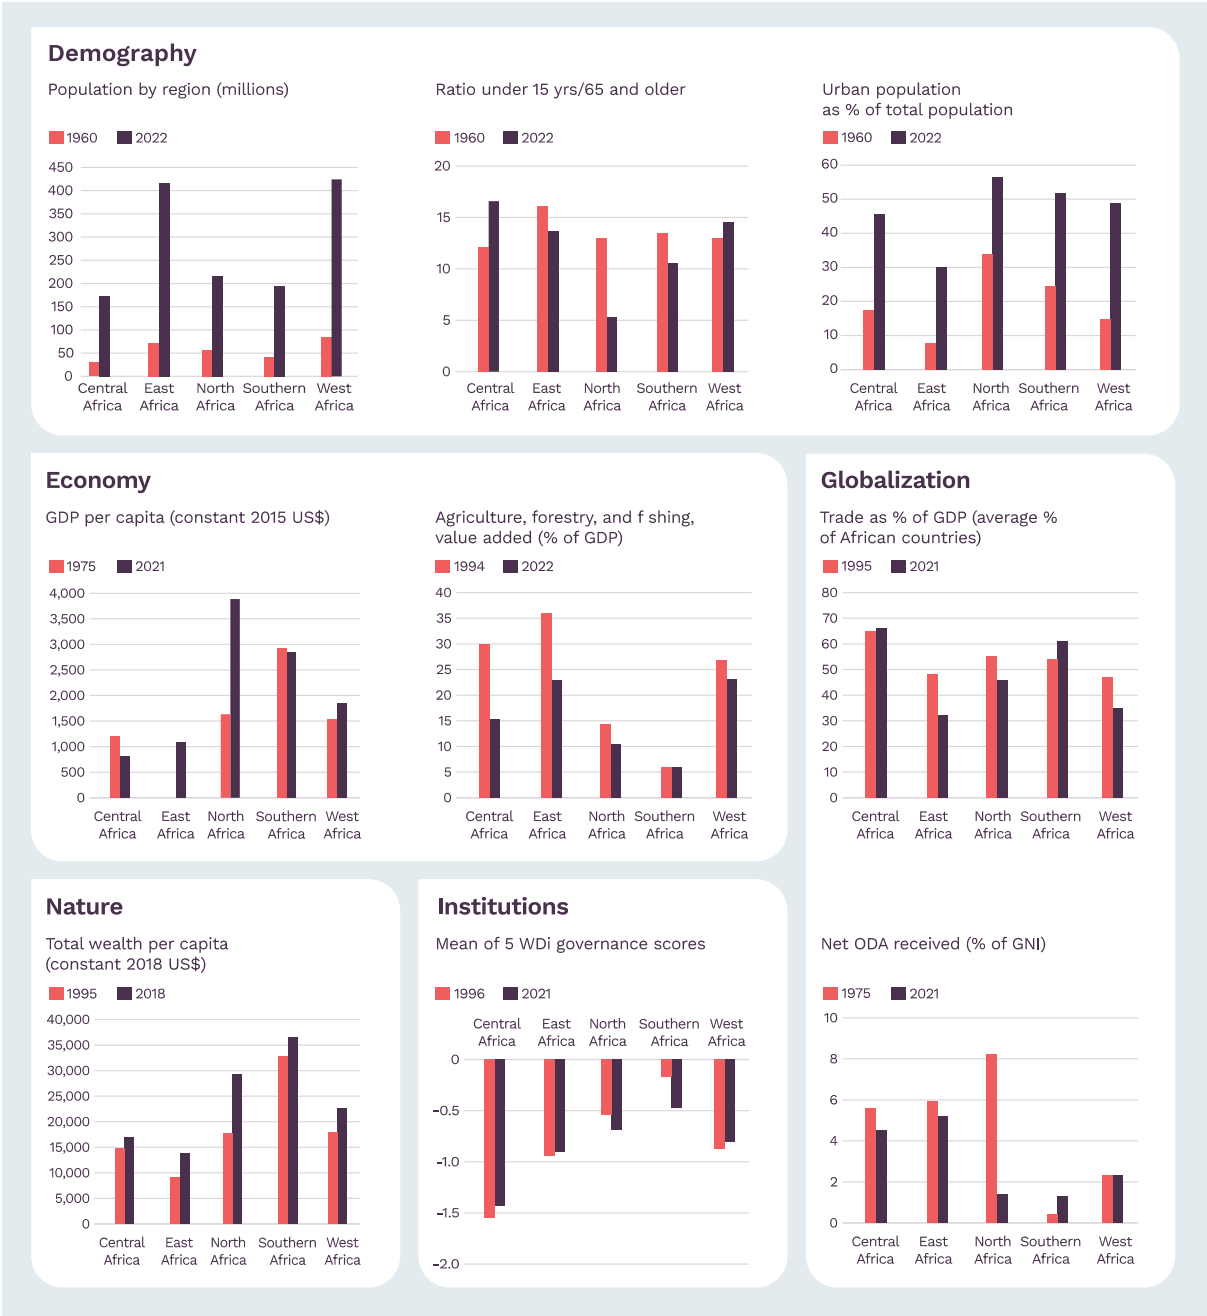 Demography
Population by region (millions)
1960 2022
450
400
350
300
250
200
150
100
50
0
Central Africa
East Africa
North Africa
Southern Africa
West Africa
Ratio under 15 yrs/65 and older
1960 2022
20
15
10
5
0
Central Africa
East Africa
North Africa
Southern Africa
West Africa
Urban population
as % of total population
1960 2022
60
50
40
30
20
10
0
Central Africa
East Africa
North Africa
Southern Africa
West Africa
Economy
GDP per capita (constant 2015 US$)
1975 2021
4,000
3,500
3,000
2,500
2,000
1,500
1,000
500
0
Central Africa
East Africa
North Africa
Southern Africa
West Africa
Agriculture, forestry, and f shing,
value added (% of GDP)
1994 2022
40
35
30
25
20
15
10
5
0
Central Africa
East Africa
North Africa
Southern Africa
West Africa
Globalization
Trade as % of GDP (average %
of African countries)
1995 2021
80
70
60
50
40
30
20
10
0
Central Africa
East Africa
North Africa
Southern Africa
West Africa
Nature
Total wealth per capita
(constant 2018 US$)
1995 2018
40,000
35,000
30,000
25,000
20,000
15,000
10,000
5,000
0
Central Africa
East Africa
North Africa
Southern Africa
West Africa
Institutions
Mean of 5 WDi governance scores
1996 2021
Central Africa
East Africa
North Africa
Southern Africa
West Africa
0
−0.5
−1.0
−1.5
−2.0
Net ODA received (% of GNI)
1975 2021
10
8
6
4
2
0
Central Africa
East Africa
North Africa
Southern Africa
West Africa